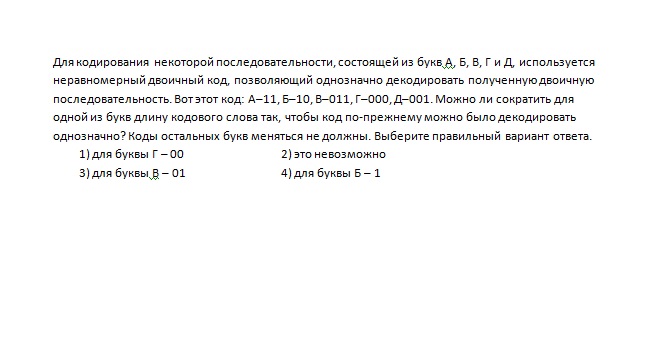 Для кодирования некоторой последовательности, состоящей из букв А, Б, В, Г и Д, используется
неравномерный двоичный код, позволяющий однозначно декодировать полученную двоичную
последовательность. Вот этот код: А–11, Б–10, В–011, Г–000, Д–001. Можно ли сократить для
одной из букв длину кодового слова так, чтобы код по-прежнему можно было декодировать
однозначно? Коды остальных букв меняться не должны. Выберите правильный вариант ответа.
1) для буквы Г – 00 2) это невозможно
3) для буквы В – 01 4) для буквы Б – 1